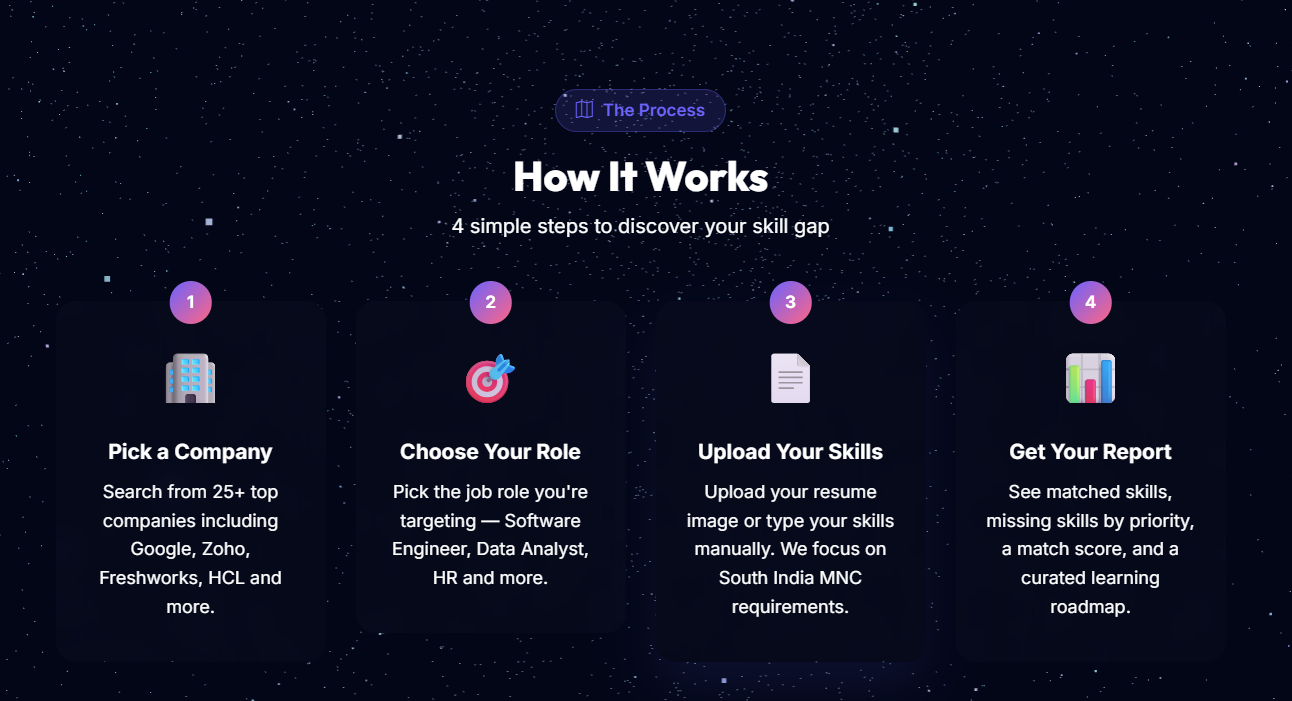 The Process
How It Works
4 simple steps to discover your skill gap
1
Pick a Company
Search from 25+ top
companies including
Google, Zoho,
Freshworks, HCL and
more.
2
Choose Your Role
Pick the job role you're
targeting — Software
Engineer, Data Analyst,
HR and more.
3
Upload Your Skills
Upload your resume
image or type your skills
manually. We focus on
South India MNC
requirements.
4
Get Your Report
See matched skills,
missing skills by priority,
a match score, and a
curated learning
roadmap.